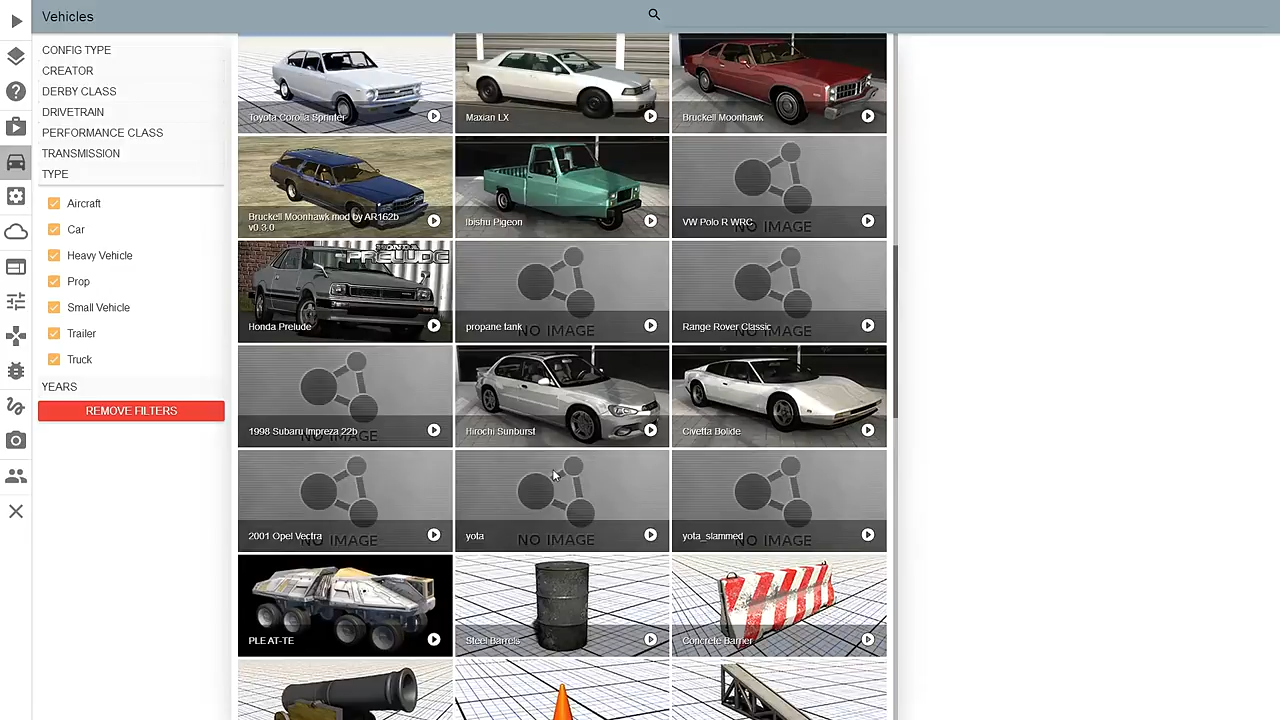 Vehicles
CONFIG TYPE
CREATOR
DERBY CLASS
DRIVETRAIN
PERFORMANCE CLASS
TRANSMISSION
TYPE
Aircraft
Car
Heavy Vehicle
Prop
Small Vehicle
Trailer
Truck
YEARS
REMOVE FILTERS
Toyota Corolla Sprinter
Maxian LX
Bruckell Moonhawk
Bruckell Moonhawk mod by AR162b
v0.3.0
Ibishu Pigeon
VW Polo R WRC
NO IMAGE
HONDA
PRELUDE
Honda Prelude
propane tank
NO IMAGE
Range Rover Classic
NO IMAGE
1998 Subaru Impreza 22b
NO IMAGE
Hirochi Sunburst
Civetta Bolide
2001 Opel Vectra
NO IMAGE
yota
NO IMAGE
yota_slammed
NO IMAGE
PLE AT-TE
Steel Barrels
Concrete Barrier